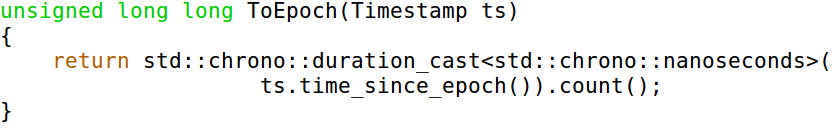 unsigned long long ToEpoch(Timestamp ts)
{
    return std::chrono::duration_cast<std::chrono::nanoseconds>(
                    ts.time_since_epoch()).count();
}